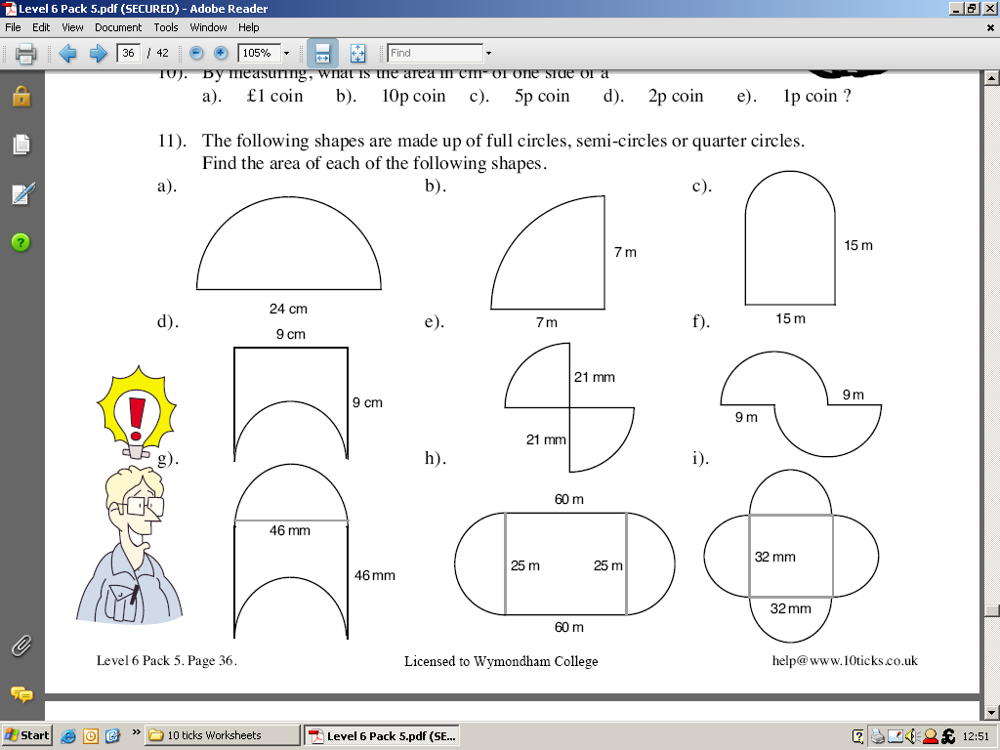 Level 6 Pack 5.pdf (SECURED) - Adobe Reader
File Edit View Document Tools Window Help
36 / 42 105% Find
10). By measuring, what is the area in cm² of one side of a
a). £1 coin b). 10p coin c). 5p coin d). 2p coin e). 1p coin ?
11). The following shapes are made up of full circles, semi-circles or quarter circles.
Find the area of each of the following shapes.
a). b). c).
15 m
7 m
24 cm
7 m
15 m
d). e). f).
9 cm
21 mm
9 cm
9 m
9 m
21 mm
g). h). i).
60 m
46 mm
32 mm
25 m 25 m
46 mm
32 mm
60 m
Level 6 Pack 5. Page 36. Licensed to Wymondham College help@www.10ticks.co.uk
Start 10 ticks Worksheets Level 6 Pack 5.pdf (SE... 12:51